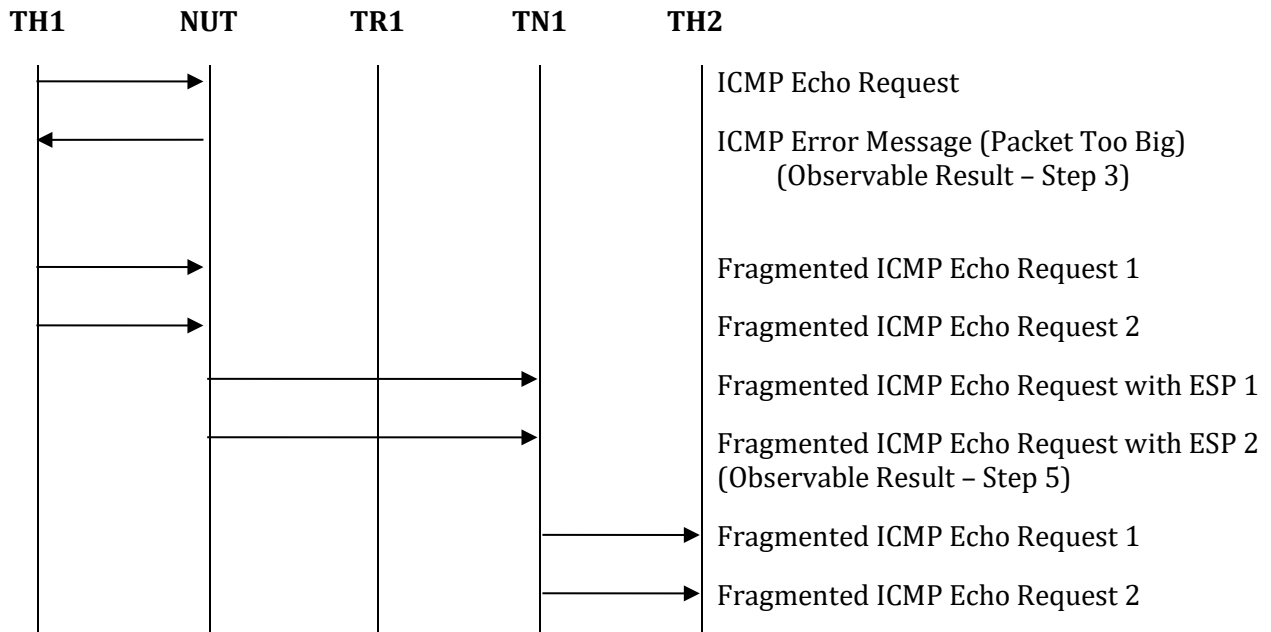 TH1 NUT TR1 TN1 TH2
ICMP Echo Request
ICMP Error Message (Packet Too Big)
(Observable Result – Step 3)
Fragmented ICMP Echo Request 1
Fragmented ICMP Echo Request 2
Fragmented ICMP Echo Request with ESP 1
Fragmented ICMP Echo Request with ESP 2
(Observable Result – Step 5)
Fragmented ICMP Echo Request 1
Fragmented ICMP Echo Request 2